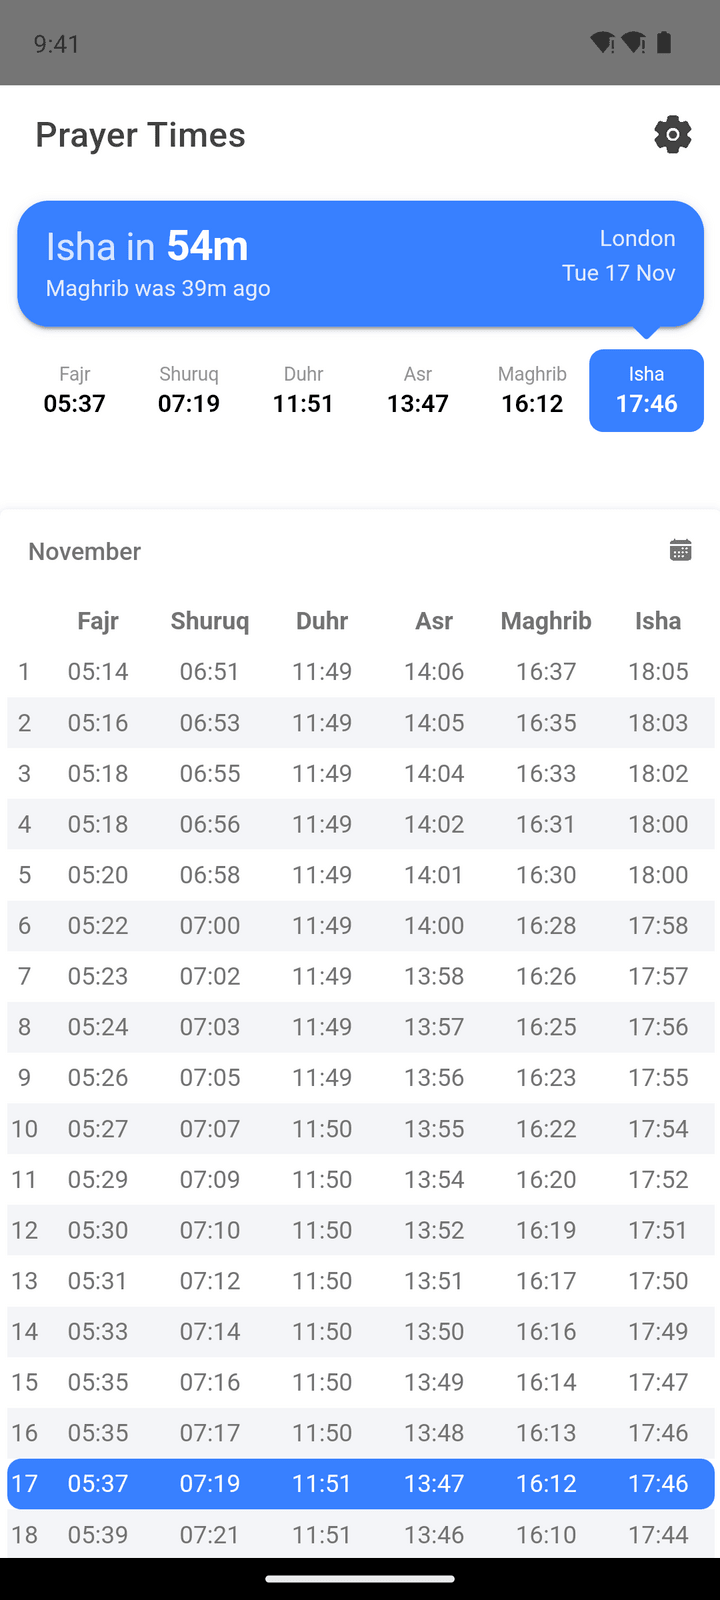 9:41
Prayer Times
Isha in 54m
London
Maghrib was 39m ago
Tue 17 Nov
Fajr Shuruq Duhr Asr Maghrib Isha
05:37 07:19 11:51 13:47 16:12 17:46
November
Fajr Shuruq Duhr Asr Maghrib Isha
1 05:14 06:51 11:49 14:06 16:37 18:05
2 05:16 06:53 11:49 14:05 16:35 18:03
3 05:18 06:55 11:49 14:04 16:33 18:02
4 05:18 06:56 11:49 14:02 16:31 18:00
5 05:20 06:58 11:49 14:01 16:30 18:00
6 05:22 07:00 11:49 14:00 16:28 17:58
7 05:23 07:02 11:49 13:58 16:26 17:57
8 05:24 07:03 11:49 13:57 16:25 17:56
9 05:26 07:05 11:49 13:56 16:23 17:55
10 05:27 07:07 11:50 13:55 16:22 17:54
11 05:29 07:09 11:50 13:54 16:20 17:52
12 05:30 07:10 11:50 13:52 16:19 17:51
13 05:31 07:12 11:50 13:51 16:17 17:50
14 05:33 07:14 11:50 13:50 16:16 17:49
15 05:35 07:16 11:50 13:49 16:14 17:47
16 05:35 07:17 11:50 13:48 16:13 17:46
17 05:37 07:19 11:51 13:47 16:12 17:46
18 05:39 07:21 11:51 13:46 16:10 17:44